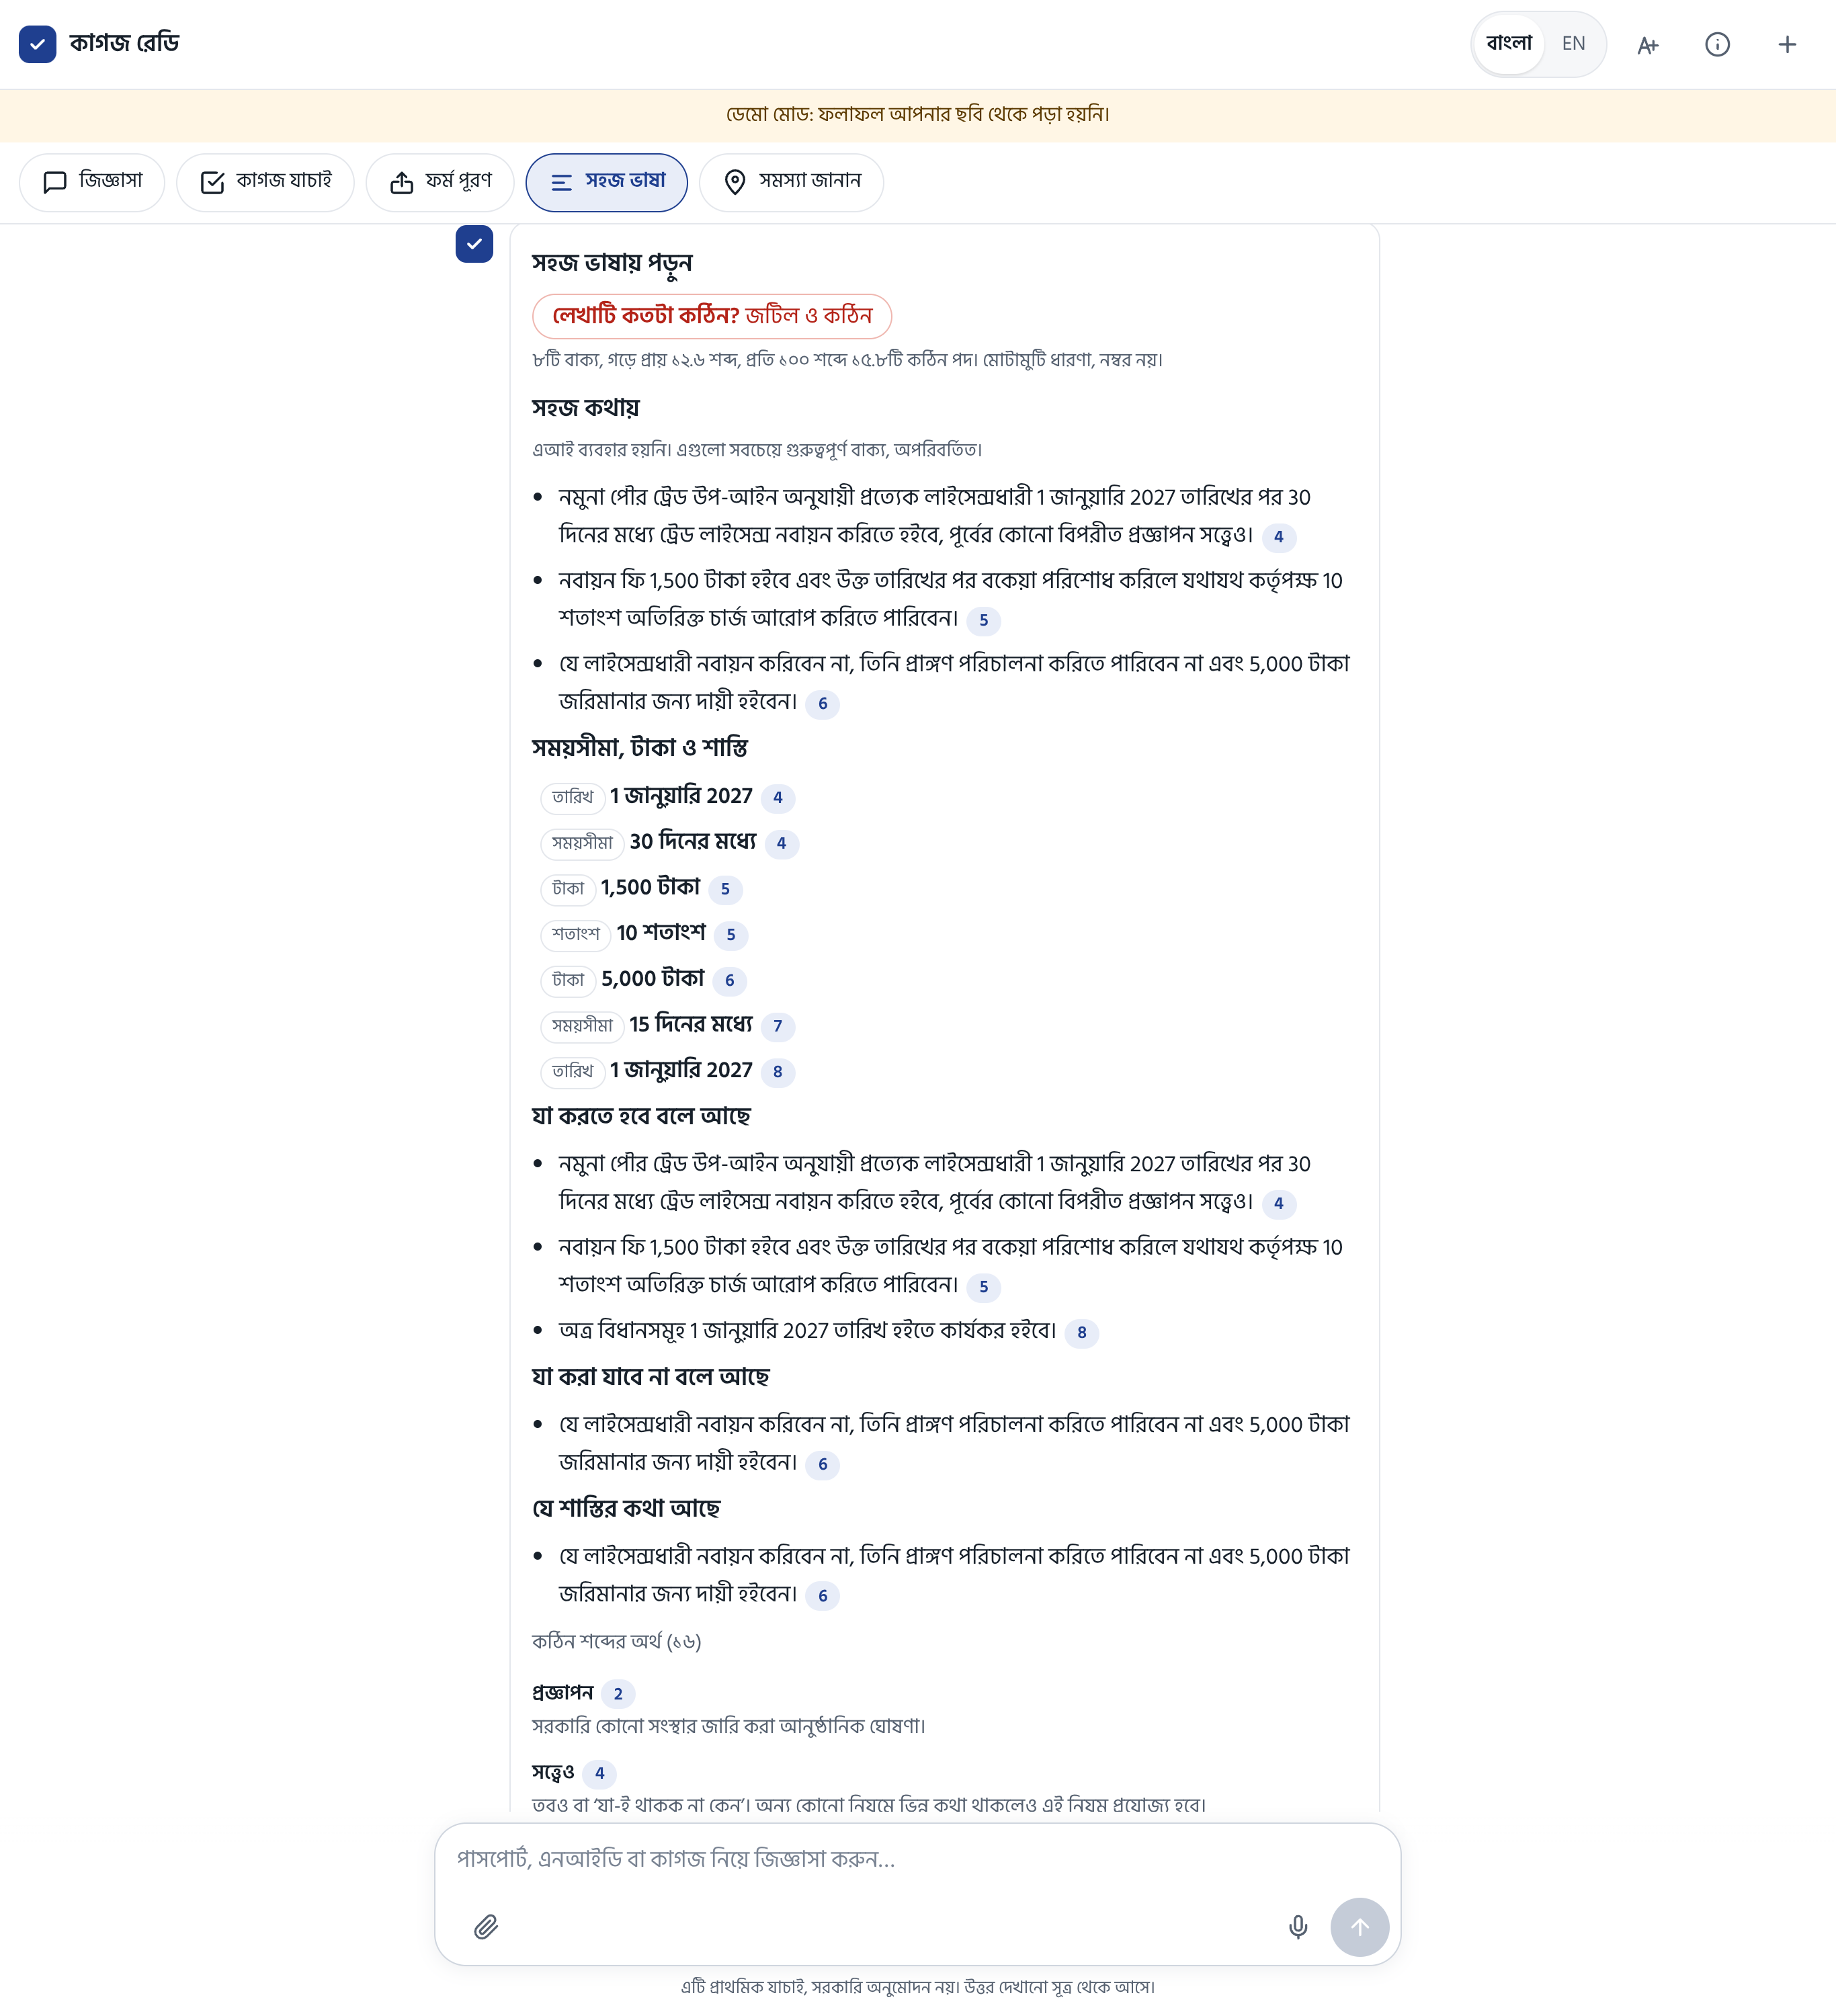 কাগজ রেডি
বাংলা EN A+
ডেমো মোড: ফলাফল আপনার ছবি থেকে পড়া হয়নি।
জিজ্ঞাসা কাগজ যাচাই ফর্ম পূরণ সহজ ভাষা সমস্যা জানান
সহজ ভাষায় পড়ুন
লেখাটি কতটা কঠিন? জটিল ও কঠিন
৮টি বাক্য, গড়ে প্রায় ১২.৬ শব্দ, প্রতি ১০০ শব্দে ১৫.৮টি কঠিন পদ। মোটামুটি ধারণা, নম্বর নয়।
সহজ কথায়
এআই ব্যবহার হয়নি। এগুলো সবচেয়ে গুরুত্বপূর্ণ বাক্য, অপরিবর্তিত।
নমুনা পৌর ট্রেড উপ-আইন অনুযায়ী প্রত্যেক লাইসেন্সধারী 1 জানুয়ারি 2027 তারিখের পর 30
দিনের মধ্যে ট্রেড লাইসেন্স নবায়ন করিতে হইবে, পূর্বের কোনো বিপরীত প্রজ্ঞাপন সত্ত্বেও। 4
নবায়ন ফি 1,500 টাকা হইবে এবং উক্ত তারিখের পর বকেয়া পরিশোধ করিলে যথাযথ কর্তৃপক্ষ 10
শতাংশ অতিরিক্ত চার্জ আরোপ করিতে পারিবেন। 5
যে লাইসেন্সধারী নবায়ন করিবেন না, তিনি প্রাঙ্গণ পরিচালনা করিতে পারিবেন না এবং 5,000 টাকা
জরিমানার জন্য দায়ী হইবেন। 6
সময়সীমা, টাকা ও শাস্তি
তারিখ 1 জানুয়ারি 2027 4
সময়সীমা 30 দিনের মধ্যে 4
টাকা 1,500 টাকা 5
শতাংশ 10 শতাংশ 5
টাকা 5,000 টাকা 6
সময়সীমা 15 দিনের মধ্যে 7
তারিখ 1 জানুয়ারি 2027 8
যা করতে হবে বলে আছে
নমুনা পৌর ট্রেড উপ-আইন অনুযায়ী প্রত্যেক লাইসেন্সধারী 1 জানুয়ারি 2027 তারিখের পর 30
দিনের মধ্যে ট্রেড লাইসেন্স নবায়ন করিতে হইবে, পূর্বের কোনো বিপরীত প্রজ্ঞাপন সত্ত্বেও। 4
নবায়ন ফি 1,500 টাকা হইবে এবং উক্ত তারিখের পর বকেয়া পরিশোধ করিলে যথাযথ কর্তৃপক্ষ 10
শতাংশ অতিরিক্ত চার্জ আরোপ করিতে পারিবেন। 5
অত্র বিধানসমূহ 1 জানুয়ারি 2027 তারিখ হইতে কার্যকর হইবে। 8
যা করা যাবে না বলে আছে
যে লাইসেন্সধারী নবায়ন করিবেন না, তিনি প্রাঙ্গণ পরিচালনা করিতে পারিবেন না এবং 5,000 টাকা
জরিমানার জন্য দায়ী হইবেন। 6
যে শাস্তির কথা আছে
যে লাইসেন্সধারী নবায়ন করিবেন না, তিনি প্রাঙ্গণ পরিচালনা করিতে পারিবেন না এবং 5,000 টাকা
জরিমানার জন্য দায়ী হইবেন। 6
কঠিন শব্দের অর্থ (১৬)
প্রজ্ঞাপন 2
সরকারি কোনো সংস্থার জারি করা আনুষ্ঠানিক ঘোষণা।
সত্ত্বেও 4
তবুও বা ‘যা-ই থাকুক না কেন’। অন্য কোনো নিয়মে ভিন্ন কথা থাকলেও এই নিয়ম প্রযোজ্য হবে।
পাসপোর্ট, এনআইডি বা কাগজ নিয়ে জিজ্ঞাসা করুন...
এটি প্রাথমিক যাচাই, সরকারি অনুমোদন নয়। উত্তর দেখানো সূত্র থেকে আসে।